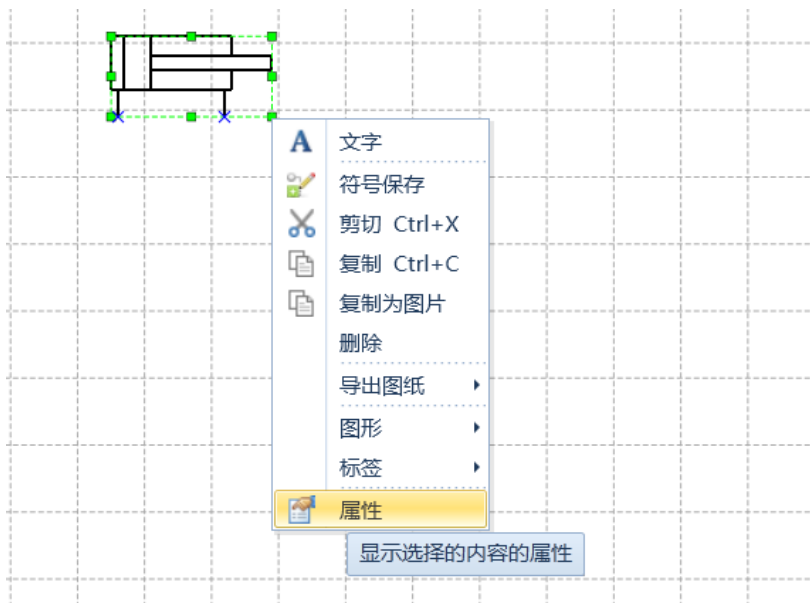 文字
符号保存
剪切 Ctrl+X
复制 Ctrl+C
复制为图片
删除
导出图纸
图形
标签
属性
显示选择的内容的属性